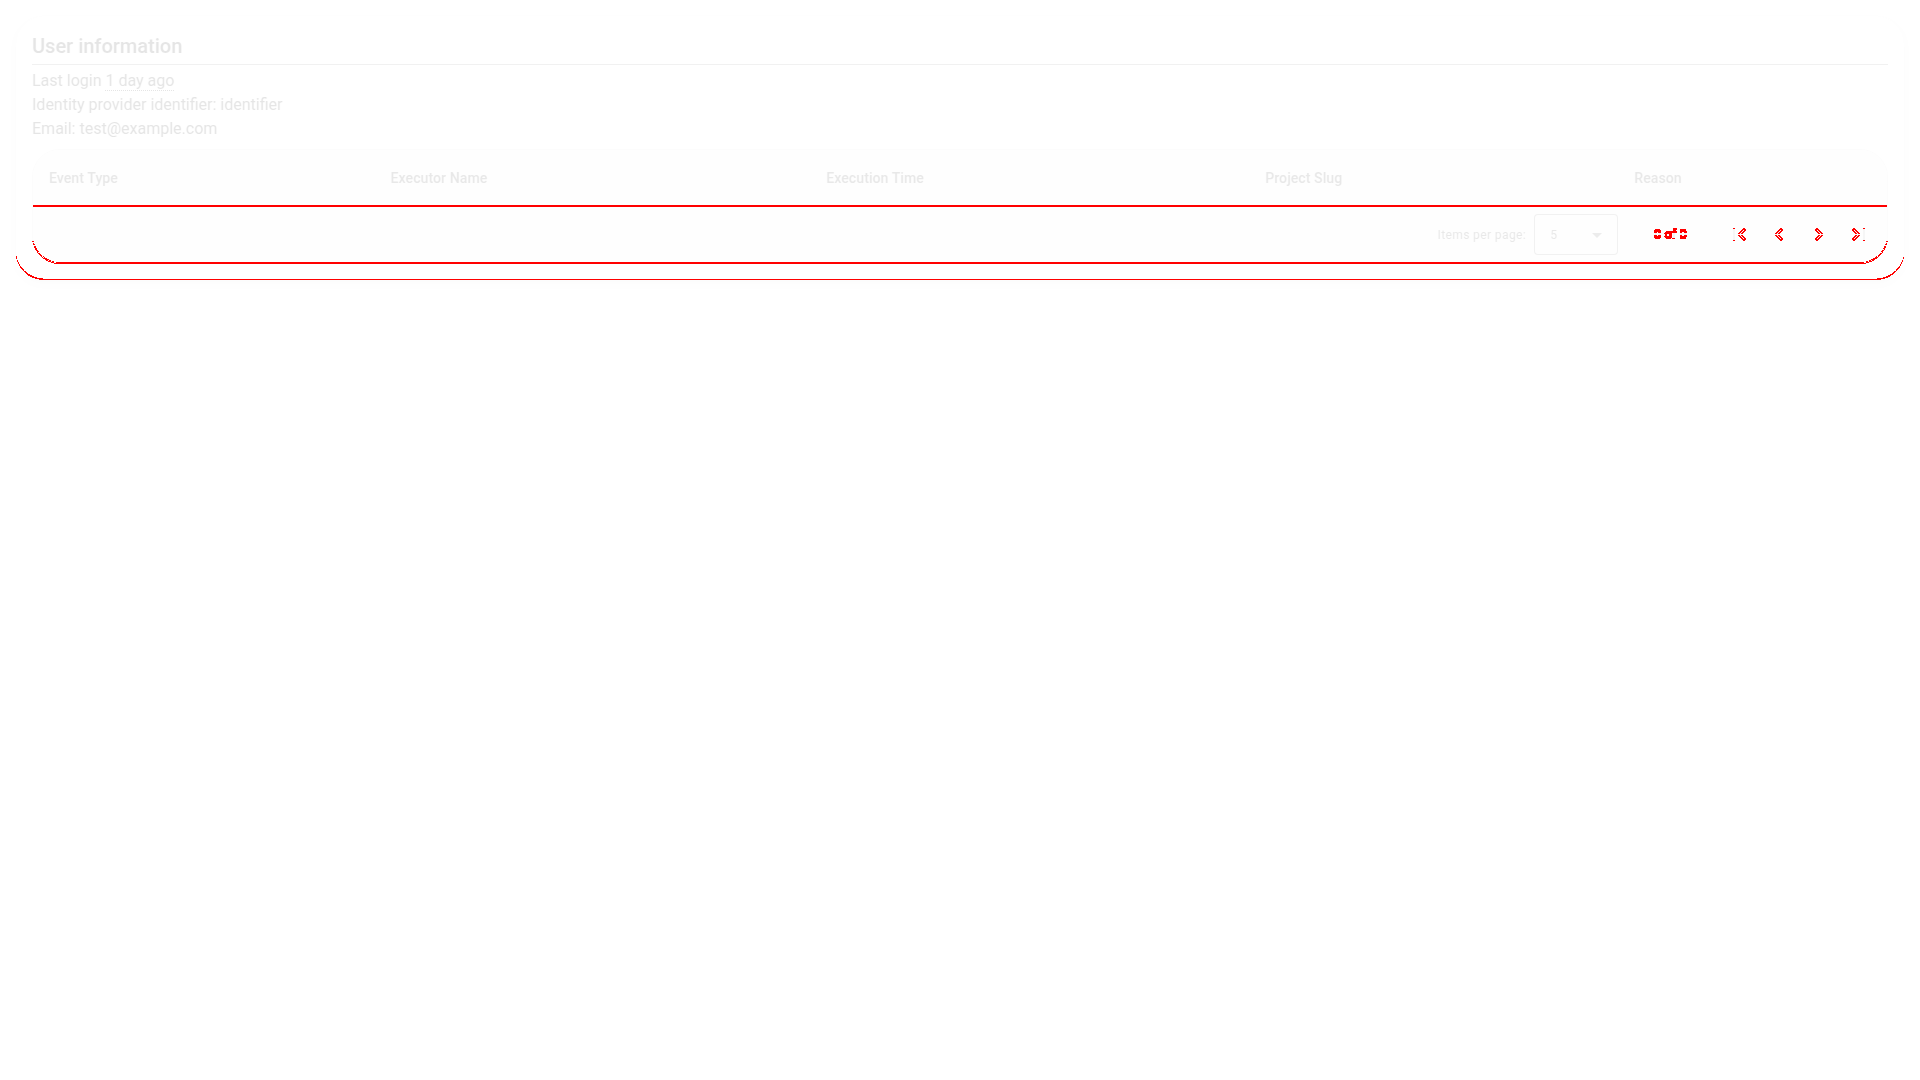 User information
Last login 1 day ago
Identity provider identifier: identifier
Email: test@example.com
Event Type Executor Name Execution Time Project Slug Reason
Items per page: 5 0 of 0